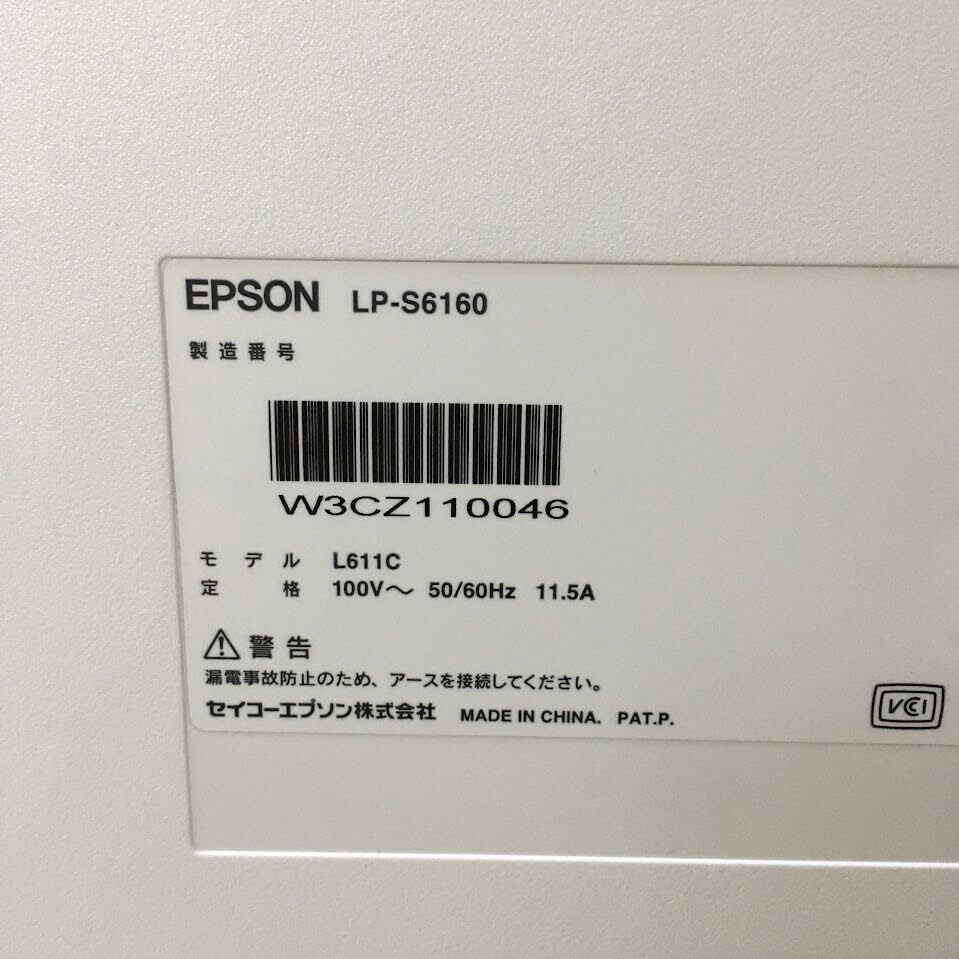 EPSON LP-S6160
製造番号
W3CZ110046
モデル L611C
定格 100V～ 50/60Hz 11.5A
⚠ 警告
漏電事故防止のため、アースを接続してください。
セイコーエプソン株式会社 MADE IN CHINA. PAT.P.
VCCI